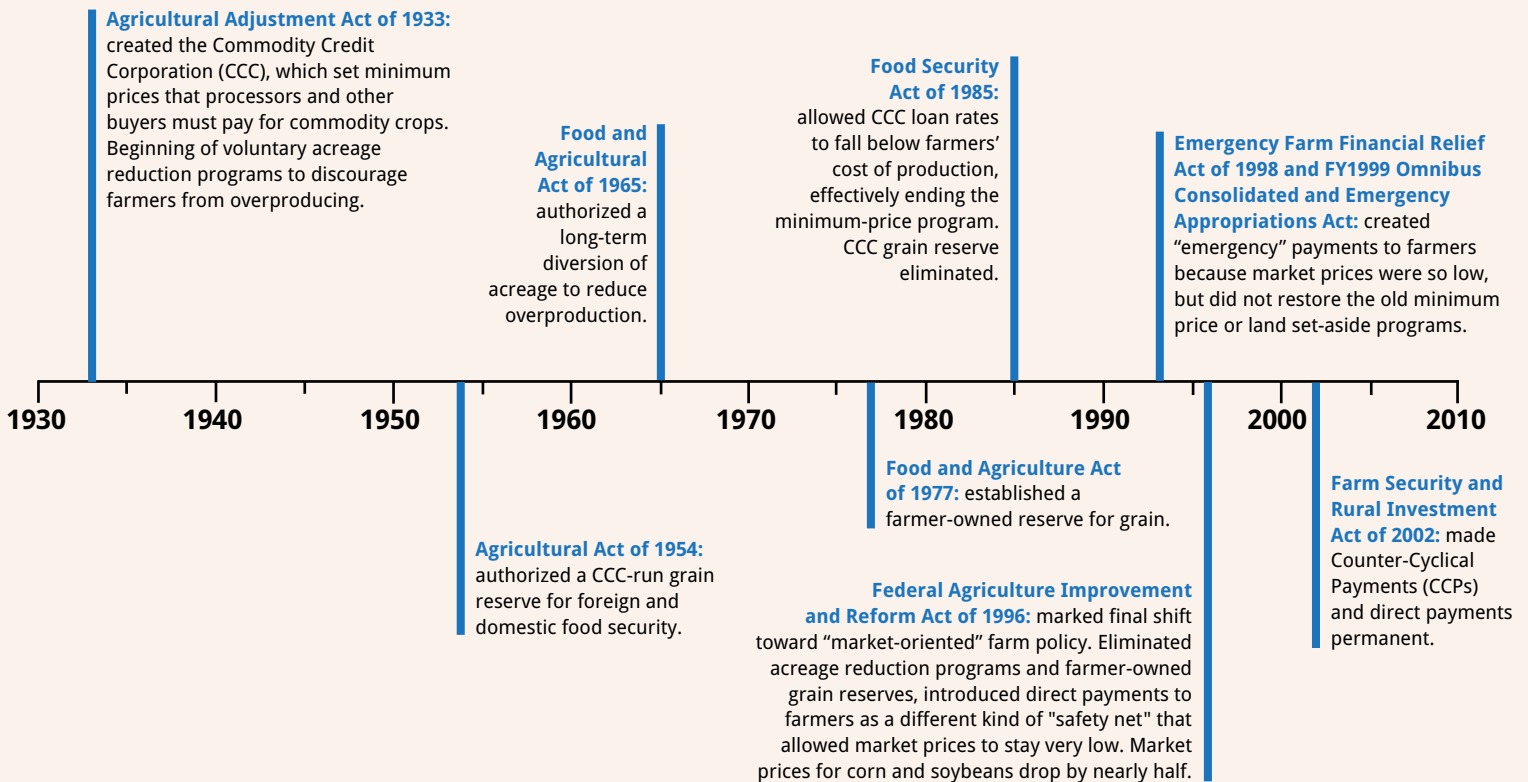 Agricultural Adjustment Act of 1933:
created the Commodity Credit
Corporation (CCC), which set minimum
prices that processors and other
buyers must pay for commodity crops.
Beginning of voluntary acreage
reduction programs to discourage
farmers from overproducing.
Food and
Agricultural
Act of 1965:
authorized a
long-term
diversion of
acreage to reduce
overproduction.
Food Security
Act of 1985:
allowed CCC loan rates
to fall below farmers’
cost of production,
effectively ending the
minimum-price program.
CCC grain reserve
eliminated.
Emergency Farm Financial Relief
Act of 1998 and FY1999 Omnibus
Consolidated and Emergency
Appropriations Act: created
“emergency” payments to farmers
because market prices were so low,
but did not restore the old minimum
price or land set-aside programs.
1930 1940 1950 1960 1970 1980 1990 2000 2010
Agricultural Act of 1954:
authorized a CCC-run grain
reserve for foreign and
domestic food security.
Food and Agriculture Act
of 1977: established a
farmer-owned reserve for grain.
Federal Agriculture Improvement
and Reform Act of 1996: marked final shift
toward “market-oriented” farm policy. Eliminated
acreage reduction programs and farmer-owned
grain reserves, introduced direct payments to
farmers as a different kind of "safety net" that
allowed market prices to stay very low. Market
prices for corn and soybeans drop by nearly half.
Farm Security and
Rural Investment
Act of 2002: made
Counter-Cyclical
Payments (CCPs)
and direct payments
permanent.